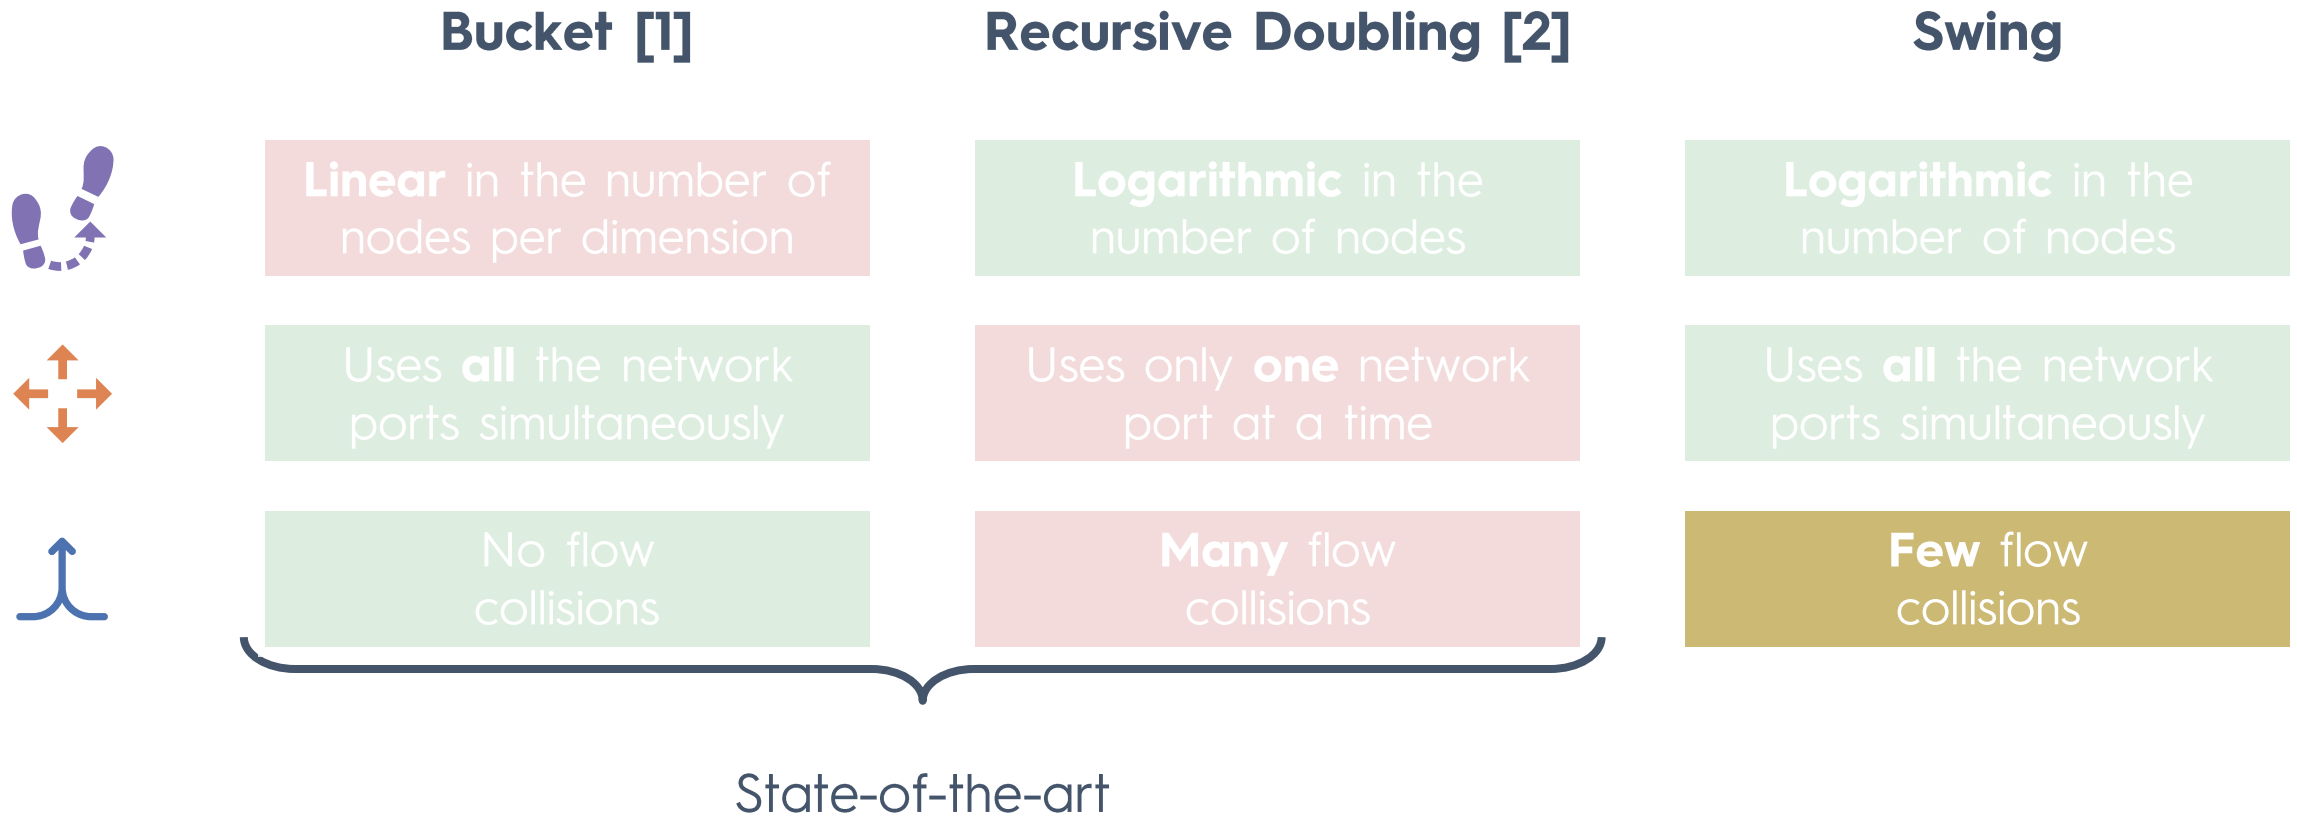 Bucket [1]
Recursive Doubling [2]
Swing
Linear in the number of
nodes per dimension
Logarithmic in the
number of nodes
Logarithmic in the
number of nodes
Uses all the network
ports simultaneously
Uses only one network
port at a time
Uses all the network
ports simultaneously
No flow
collisions
Many flow
collisions
Few flow
collisions
State-of-the-art